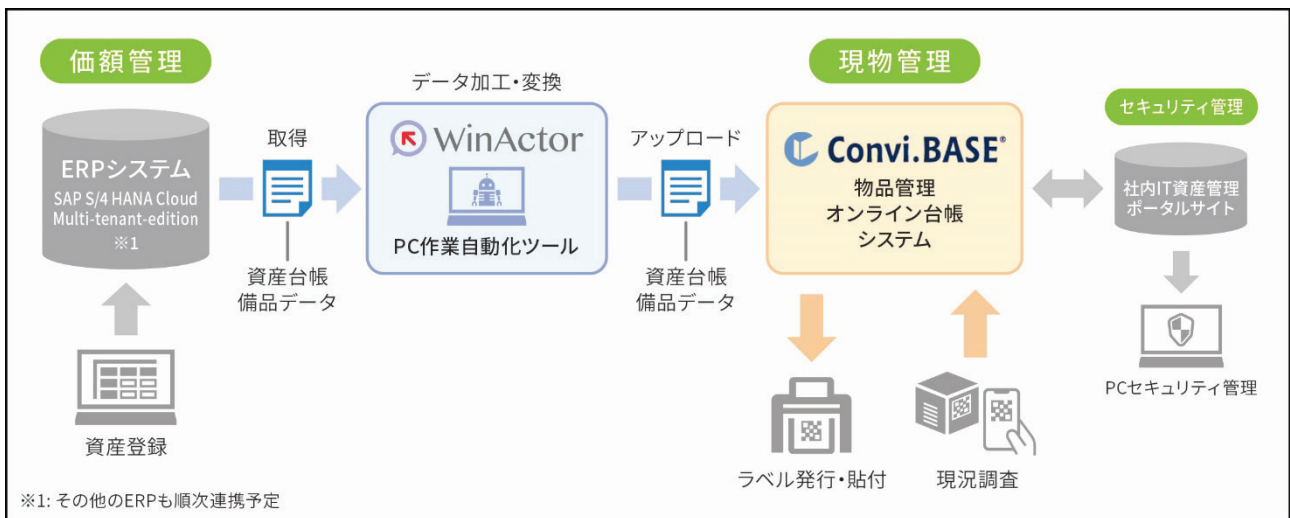 価額管理
ERPシステム
SAP S/4 HANA Cloud
Multi-tenant-edition
※1
資産登録
取得
資産台帳
備品データ
データ加工・変換
WinActor
PC作業自動化ツール
アップロード
資産台帳
備品データ
現物管理
Convi.BASE®
物品管理
オンライン台帳
システム
ラベル発行・貼付
現況調査
セキュリティ管理
社内IT資産管理
ポータルサイト
PCセキュリティ管理
※1: その他のERPも順次連携予定